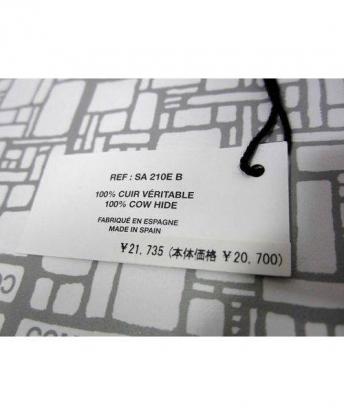 REF : SA 210E B
100% CUIR VÉRITABLE
100% COW HIDE
FABRIQUÉ EN ESPAGNE
MADE IN SPAIN
¥21,735 (本体価格 ¥20,700)